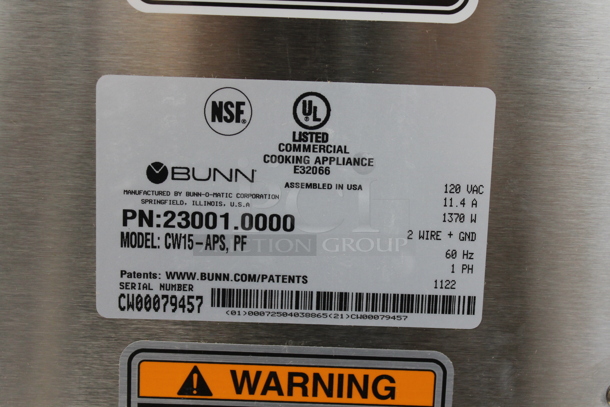 NSF®
UL
®
LISTED
COMMERCIAL
COOKING APPLIANCE
E32066
ASSEMBLED IN USA
BUNN®
MANUFACTURED BY BUNN-O-MATIC CORPORATION
SPRINGFIELD, ILLINOIS, U.S.A.
PN:23001.0000
MODEL: CW15-APS, PF
120 VAC
11.4 A
1370 W
2 WIRE + GND
60 Hz
1 PH
1122
Patents: WWW.BUNN.COM/PATENTS
SERIAL NUMBER
CW00079457
(01)00072504038865(21)CW00079457
WARNING